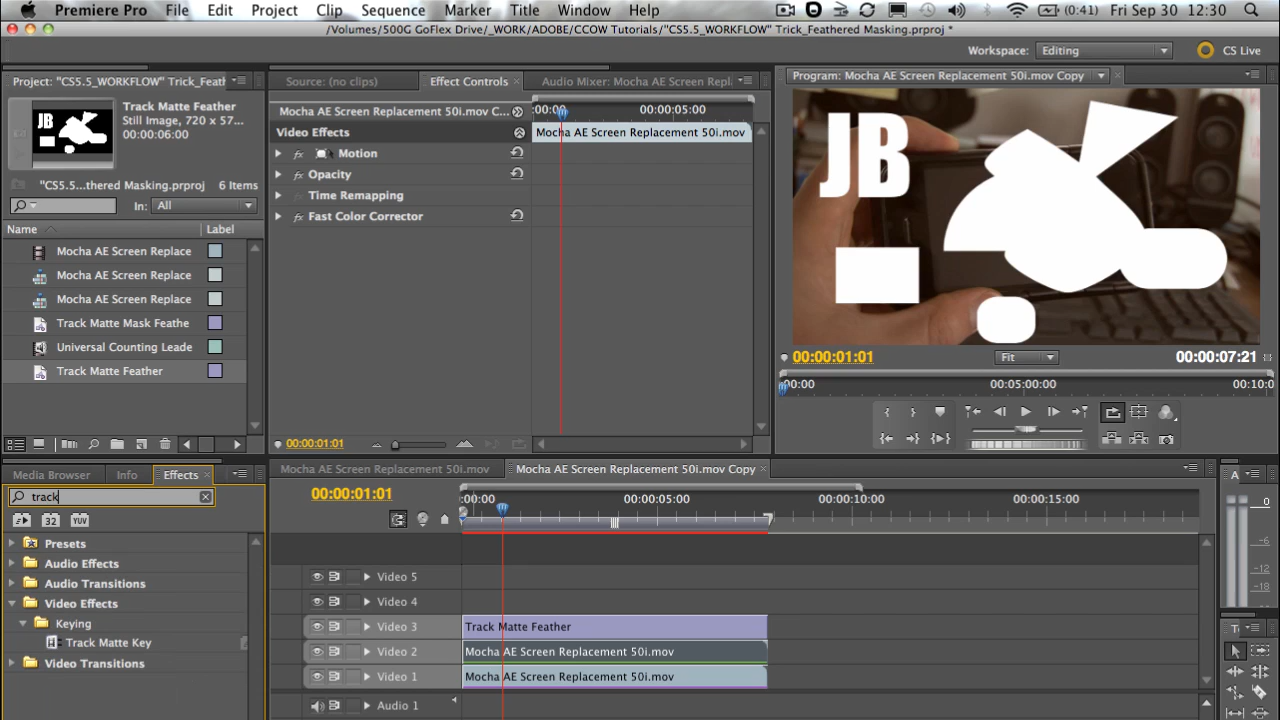 Premiere Pro File Edit Project Clip Sequence Marker Title Window Help (0:41) Fri Sep 30 12:30
/Volumes/500G GoFlex Drive/_WORK/ADOBE/CCOW Tutorials/"CS5.5_WORKFLOW" Trick_Feathered Masking.prproj *
Workspace: Editing CS Live
Project: "CS5.5_WORKFLOW" Trick_Feath
Track Matte Feather
Still Image, 720 x 57...
00:00:06:00
JB
"CS5.5_...thered Masking.prproj 6 Items
In: All
Name Label
Mocha AE Screen Replace
Mocha AE Screen Replace
Mocha AE Screen Replace
Track Matte Mask Feathe
Universal Counting Leade
Track Matte Feather
Source: (no clips) Effect Controls Audio Mixer: Mocha AE Screen Repl
Mocha AE Screen Replacement 50i.mov C... :00:00 00:00:05:00
Video Effects Mocha AE Screen Replacement 50i.mov
fx Motion
fx Opacity
Time Remapping
fx Fast Color Corrector
00:00:01:01
Program: Mocha AE Screen Replacement 50i.mov Copy
JB
00:00:01:01 Fit 00:00:07:21
00:00 00:05:00:00 00:10:0
Media Browser Info Effects
track
32 YUV
Presets
Audio Effects
Audio Transitions
Video Effects
Keying
Track Matte Key
Video Transitions
Mocha AE Screen Replacement 50i.mov Mocha AE Screen Replacement 50i.mov Copy
00:00:01:01 :00:00 00:00:05:00 00:00:10:00 00:00:15:00
Video 5
Video 4
Video 3 Track Matte Feather
Video 2 Mocha AE Screen Replacement 50i.mov
Video 1 Mocha AE Screen Replacement 50i.mov
Audio 1
A
0
-6
-12
-18